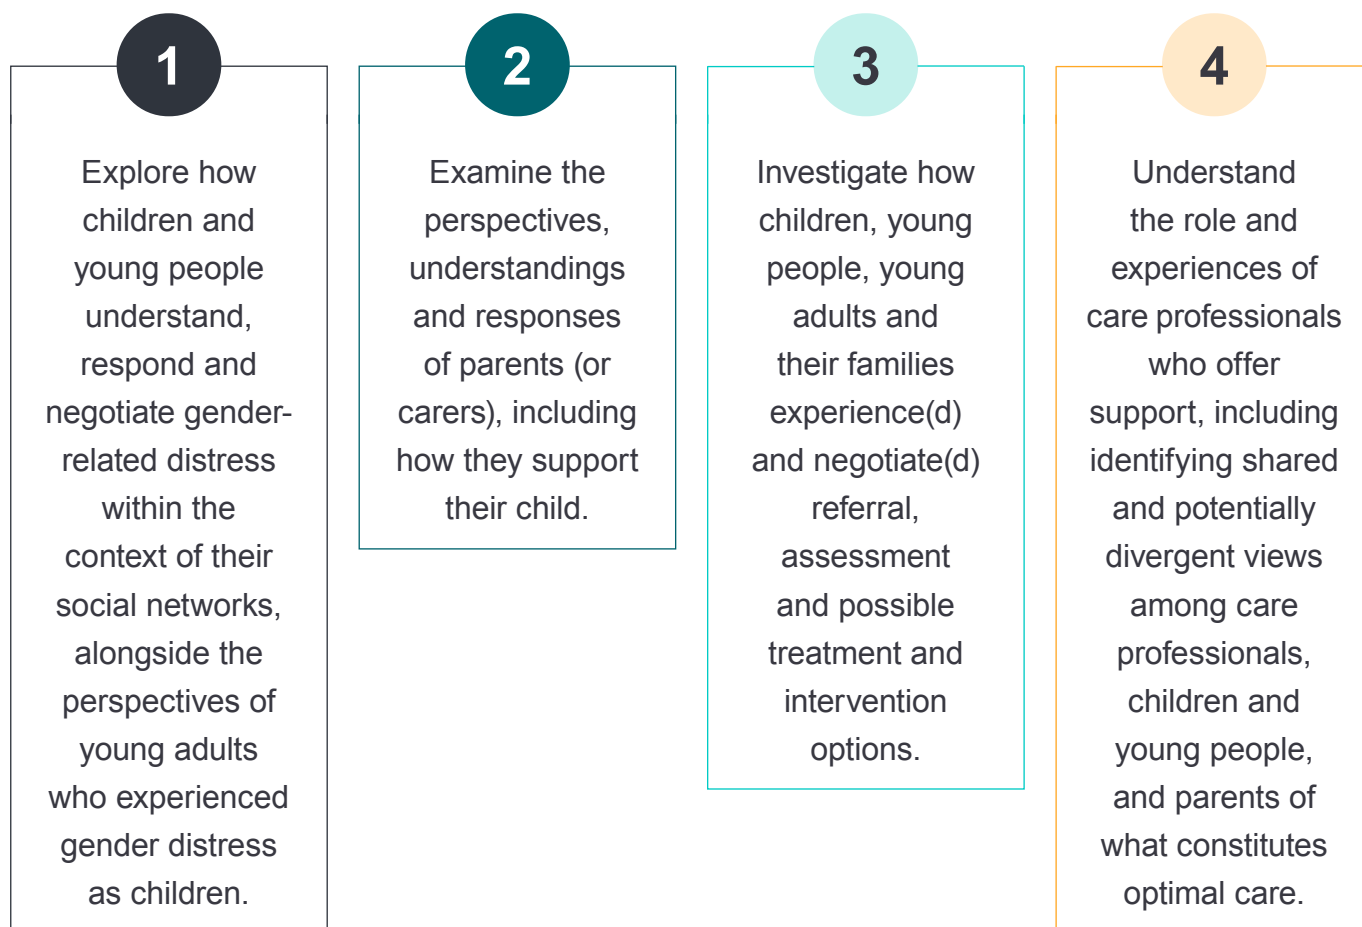 1
Explore how
children and
young people
understand,
respond and
negotiate gender-
related distress
within the
context of their
social networks,
alongside the
perspectives of
young adults
who experienced
gender distress
as children.
2
Examine the
perspectives,
understandings
and responses
of parents (or
carers), including
how they support
their child.
3
Investigate how
children, young
people, young
adults and
their families
experience(d)
and negotiate(d)
referral,
assessment
and possible
treatment and
intervention
options.
4
Understand
the role and
experiences of
care professionals
who offer
support, including
identifying shared
and potentially
divergent views
among care
professionals,
children and
young people,
and parents of
what constitutes
optimal care.